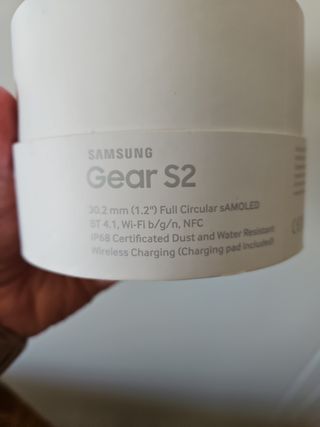 SAMSUNG
Gear S2
30.2 mm (1.2") Full Circular sAMOLED
BT 4.1, Wi-Fi b/g/n, NFC
IP68 Certificated Dust and Water Resistant
Wireless Charging (Charging pad included)